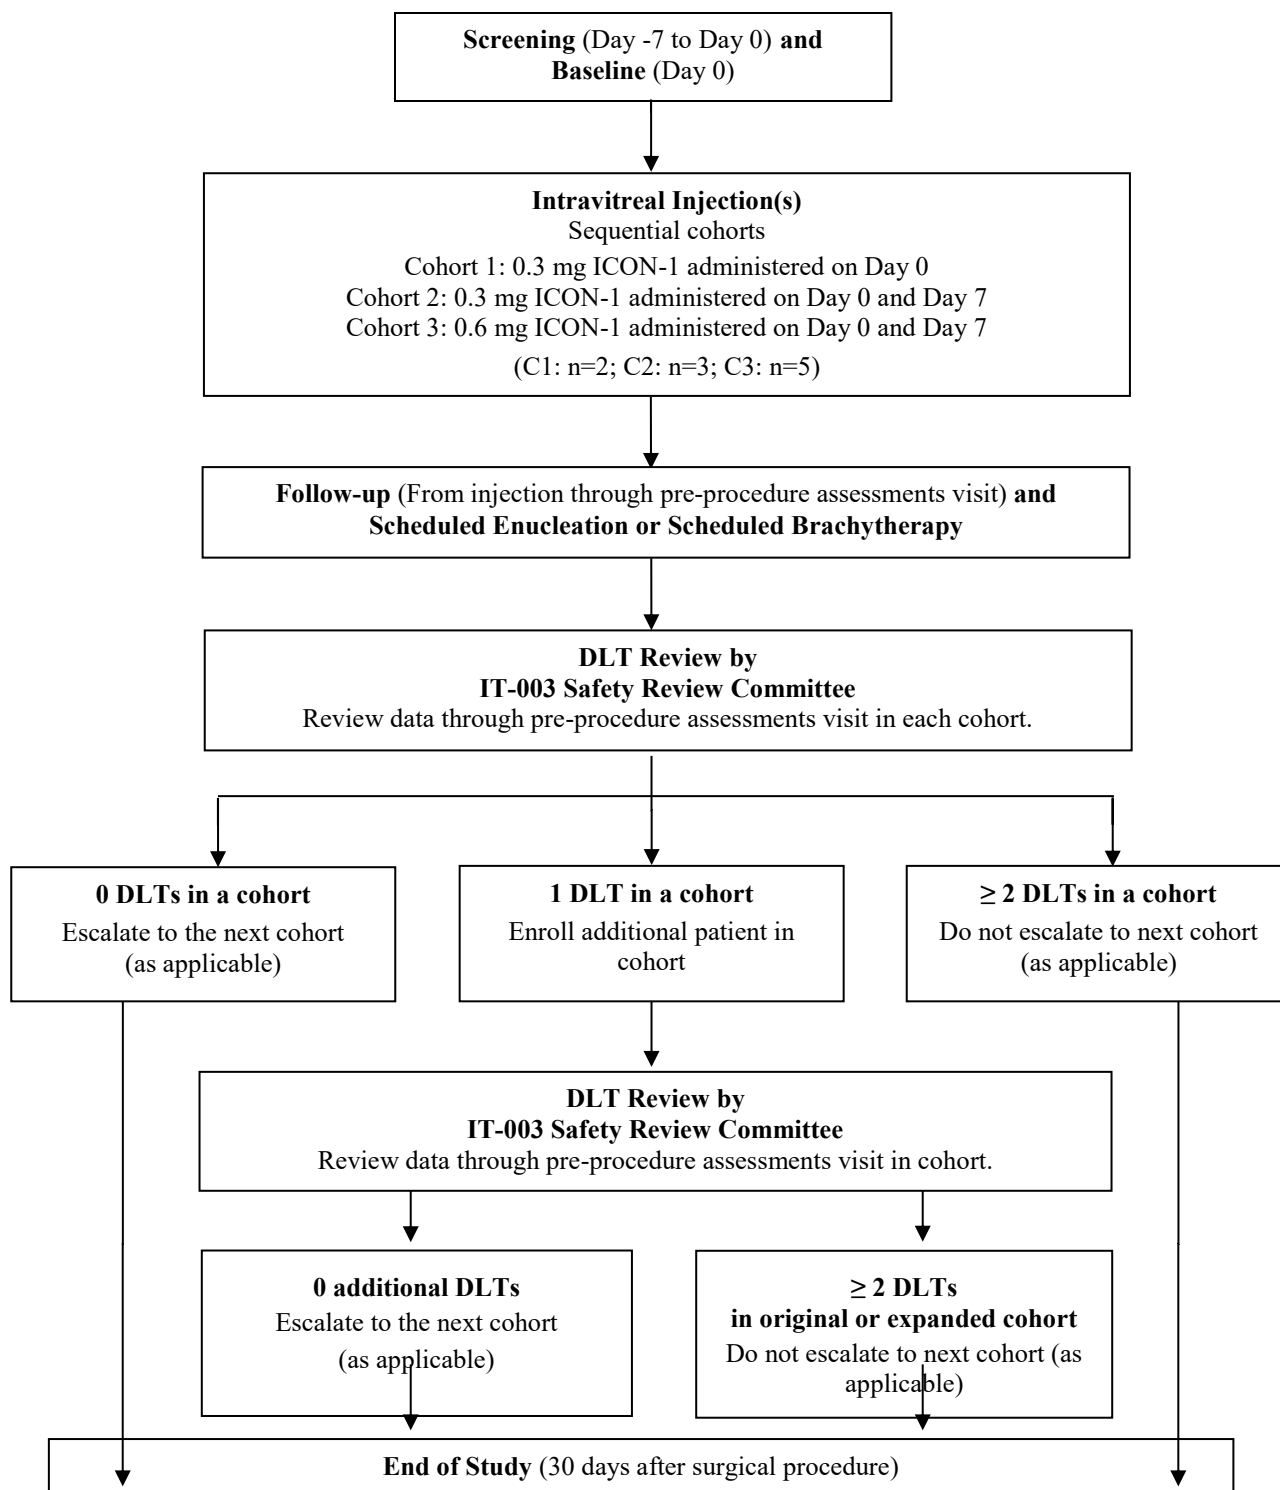 Screening (Day -7 to Day 0) and
Baseline (Day 0)
Intravitreal Injection(s)
Sequential cohorts
Cohort 1: 0.3 mg ICON-1 administered on Day 0
Cohort 2: 0.3 mg ICON-1 administered on Day 0 and Day 7
Cohort 3: 0.6 mg ICON-1 administered on Day 0 and Day 7
(C1: n=2; C2: n=3; C3: n=5)
Follow-up (From injection through pre-procedure assessments visit) and
Scheduled Enucleation or Scheduled Brachytherapy
DLT Review by
IT-003 Safety Review Committee
Review data through pre-procedure assessments visit in each cohort.
0 DLTs in a cohort
Escalate to the next cohort
(as applicable)
1 DLT in a cohort
Enroll additional patient in
cohort
≥ 2 DLTs in a cohort
Do not escalate to next cohort
(as applicable)
DLT Review by
IT-003 Safety Review Committee
Review data through pre-procedure assessments visit in cohort.
0 additional DLTs
Escalate to the next cohort
(as applicable)
≥ 2 DLTs
in original or expanded cohort
Do not escalate to next cohort (as
applicable)
End of Study (30 days after surgical procedure)